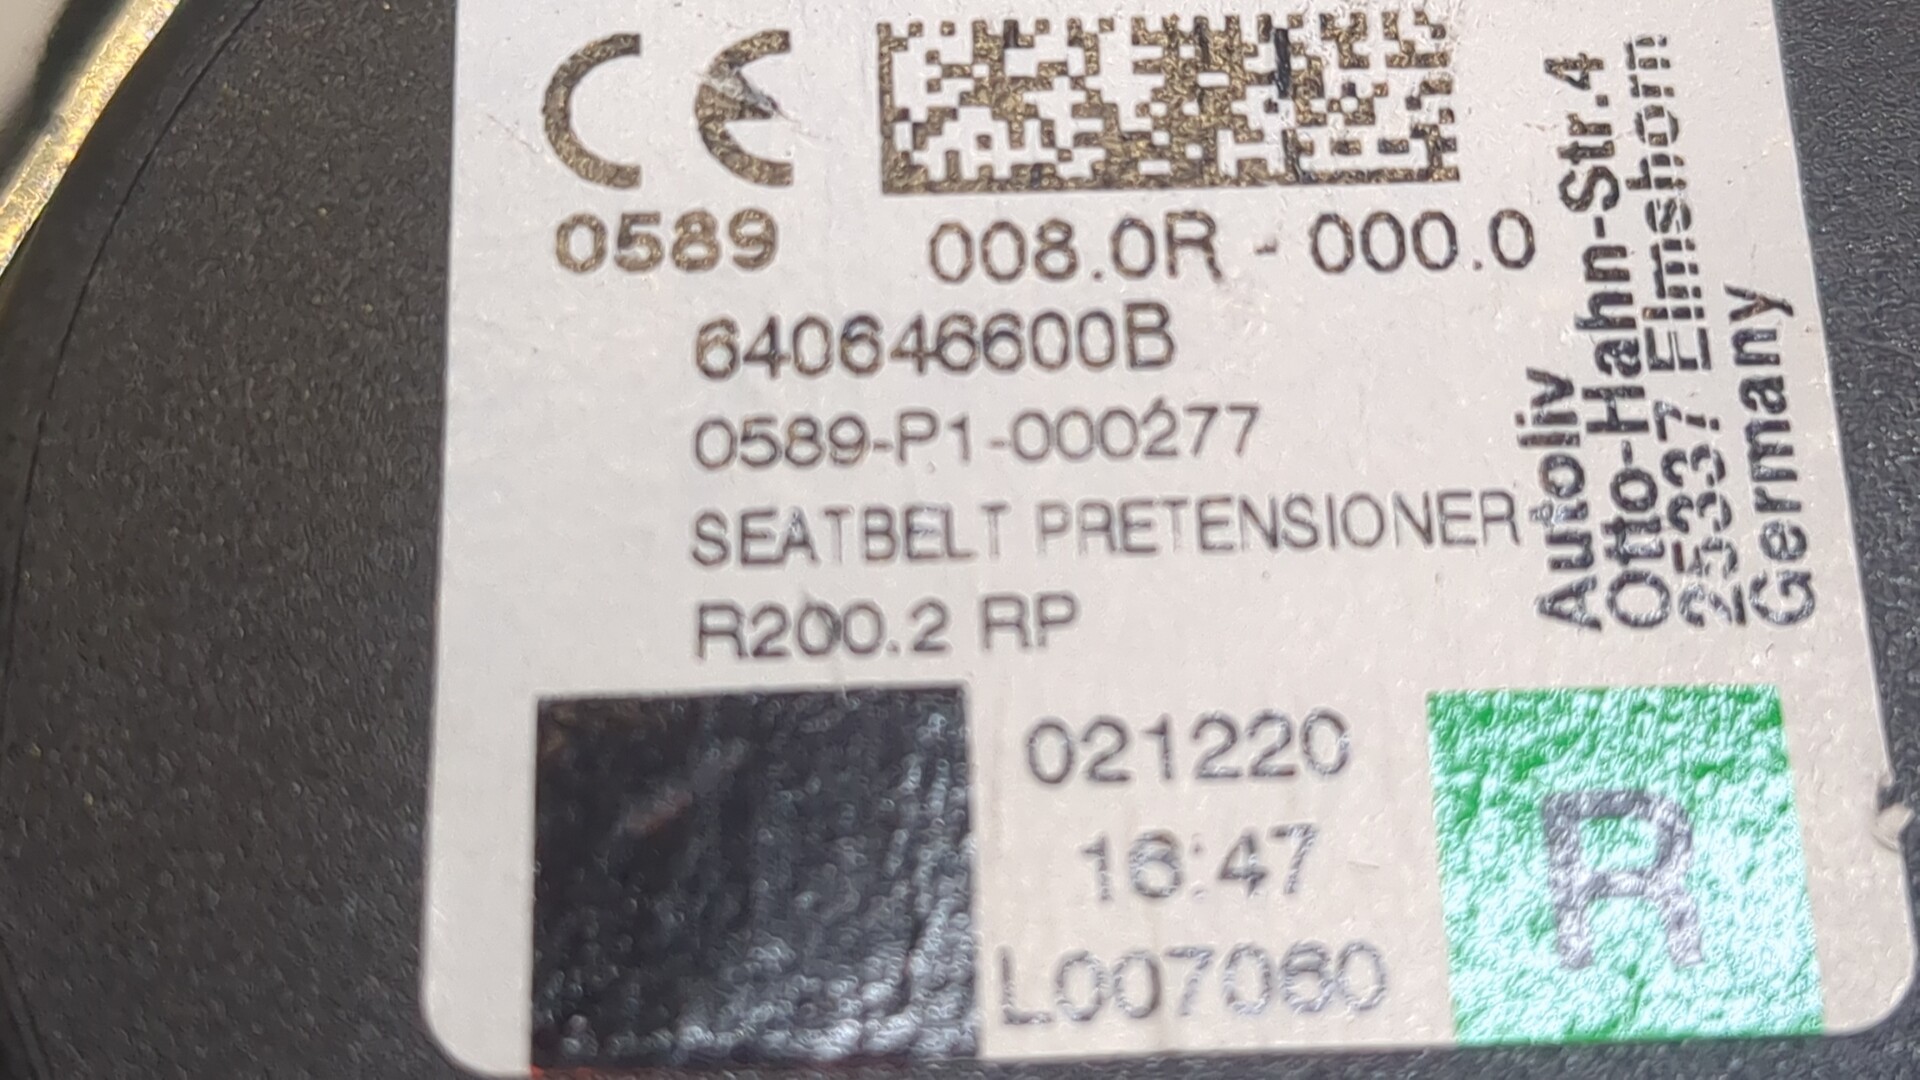 CE
0589
008.0R - 000.0
640646600B
0589-P1-000277
SEATBELT PRETENSIONER
R200.2 RP
021220
16:47
L007060
R
Autoliv
Otto-Hahn-Str.4
25337 Elmshorn
Germany